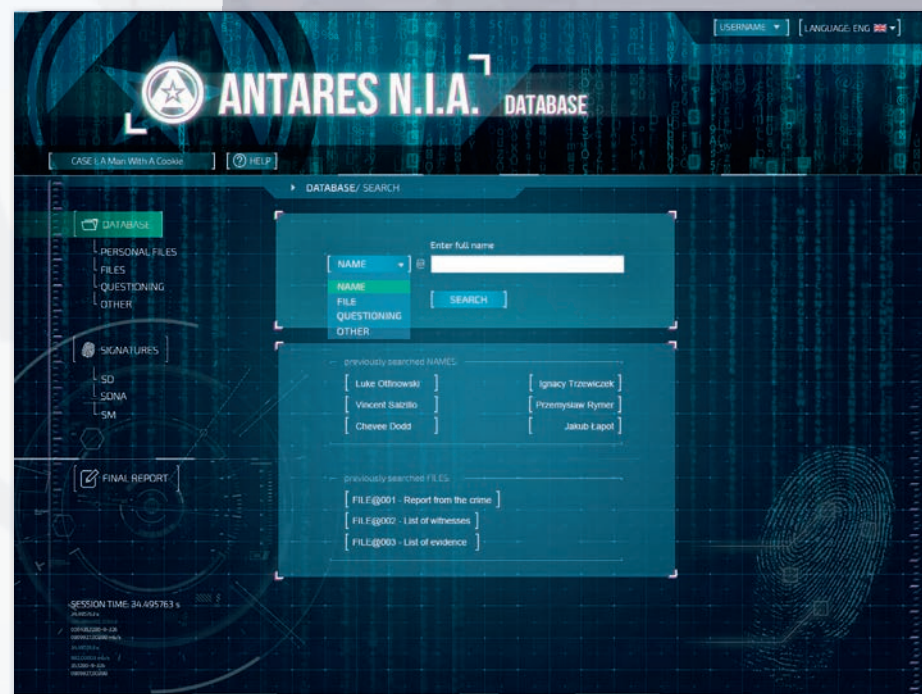 USERNAME
LANGUAGE: ENG
ANTARES N.I.A. DATABASE
CASE I: A Man With A Cookie
HELP
DATABASE/ SEARCH
DATABASE
PERSONAL FILES
FILES
QUESTIONING
OTHER
SIGNATURES
SD
SDNA
SM
FINAL REPORT
Enter full name
NAME @
NAME
FILE
QUESTIONING
OTHER
SEARCH
previously searched NAMES:
Luke Otfinowski
Ignacy Trzewiczek
Vincent Salzillo
Przemysław Rymer
Chevee Dodd
Jakub Łapot
previously searched FILES:
FILE@001 - Report from the crime
FILE@002 - List of witnesses
FILE@003 - List of evidence
SESSION TIME: 34.495763 s